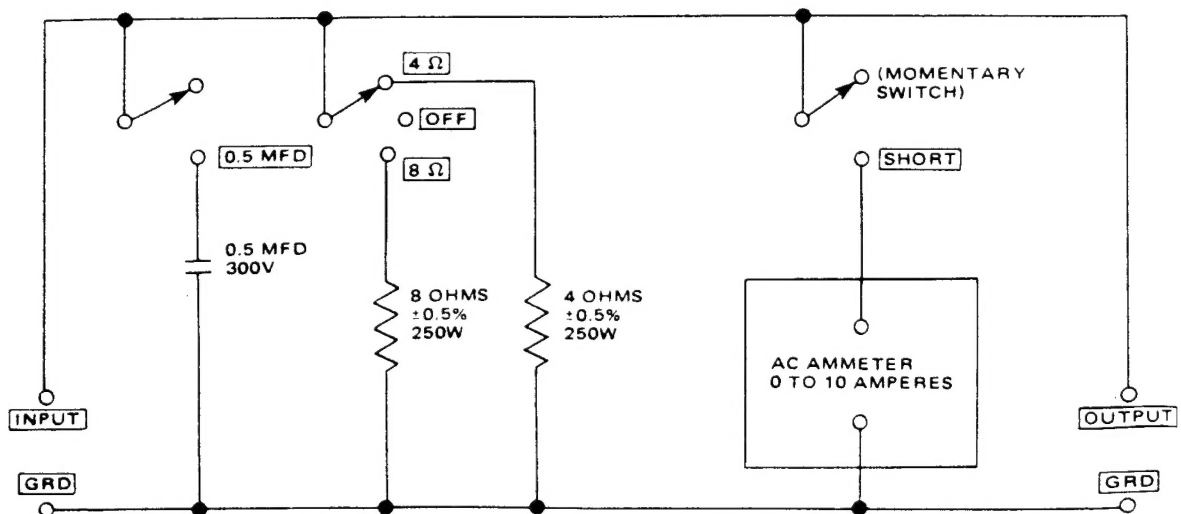 4 Ω
(MOMENTARY
SWITCH)
OFF
0.5 MFD
8 Ω
SHORT
0.5 MFD
300V
8 OHMS
±0.5%
250W
4 OHMS
±0.5%
250W
AC AMMETER
0 TO 10 AMPERES
INPUT
OUTPUT
GRD
GRD